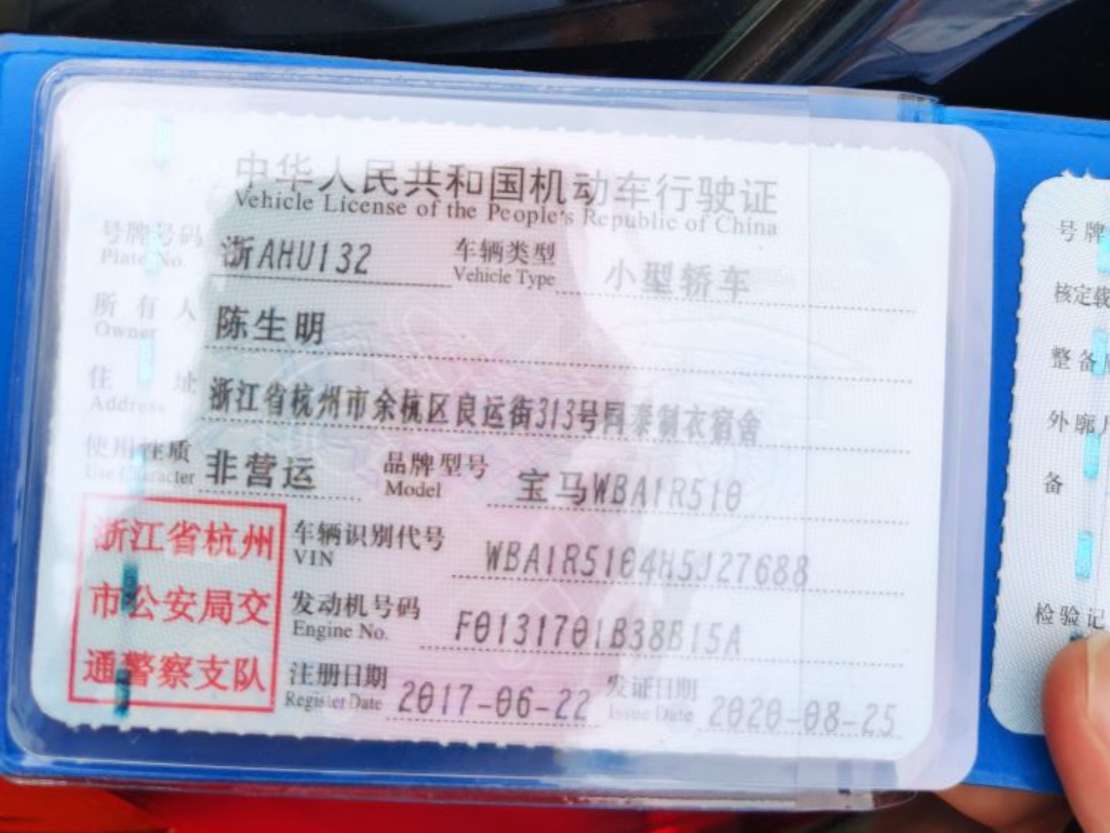 中华人民共和国机动车行驶证
Vehicle License of the People's Republic of China
号牌号码 浙AHU132 车辆类型 小型轿车
Plate No. Vehicle Type
所有人 陈生明
Owner
住址 浙江省杭州市余杭区良运街313号同泰制衣宿舍
Address
使用性质 非营运 品牌型号 宝马WBA1R510
Use Character Model
浙江省杭州
市公安局交
通警察支队
车辆识别代号 WBA1R5104H5J27688
VIN
发动机号码 F0131701B38B15A
Engine No.
注册日期 2017-06-22 发证日期 2020-08-25
Register Date Issue Date
号牌
核定载
整备
外廓
备
检验记